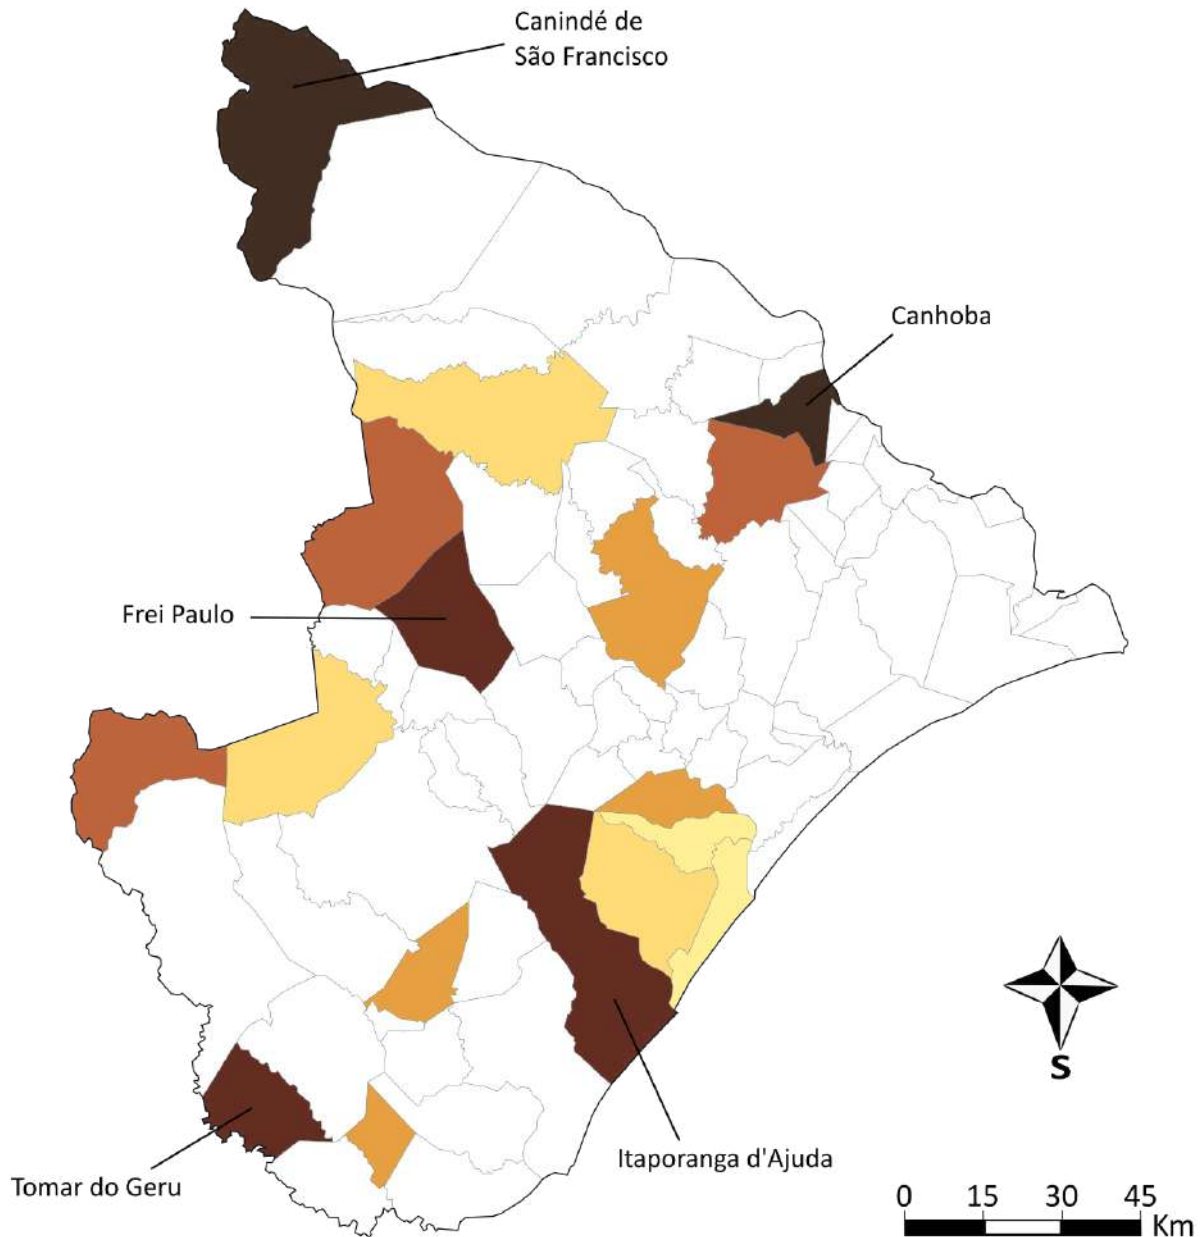 Canindé de
São Francisco
Canhoba
Frei Paulo
S
Itaporanga d'Ajuda
Tomar do Geru
0 15 30 45
Km